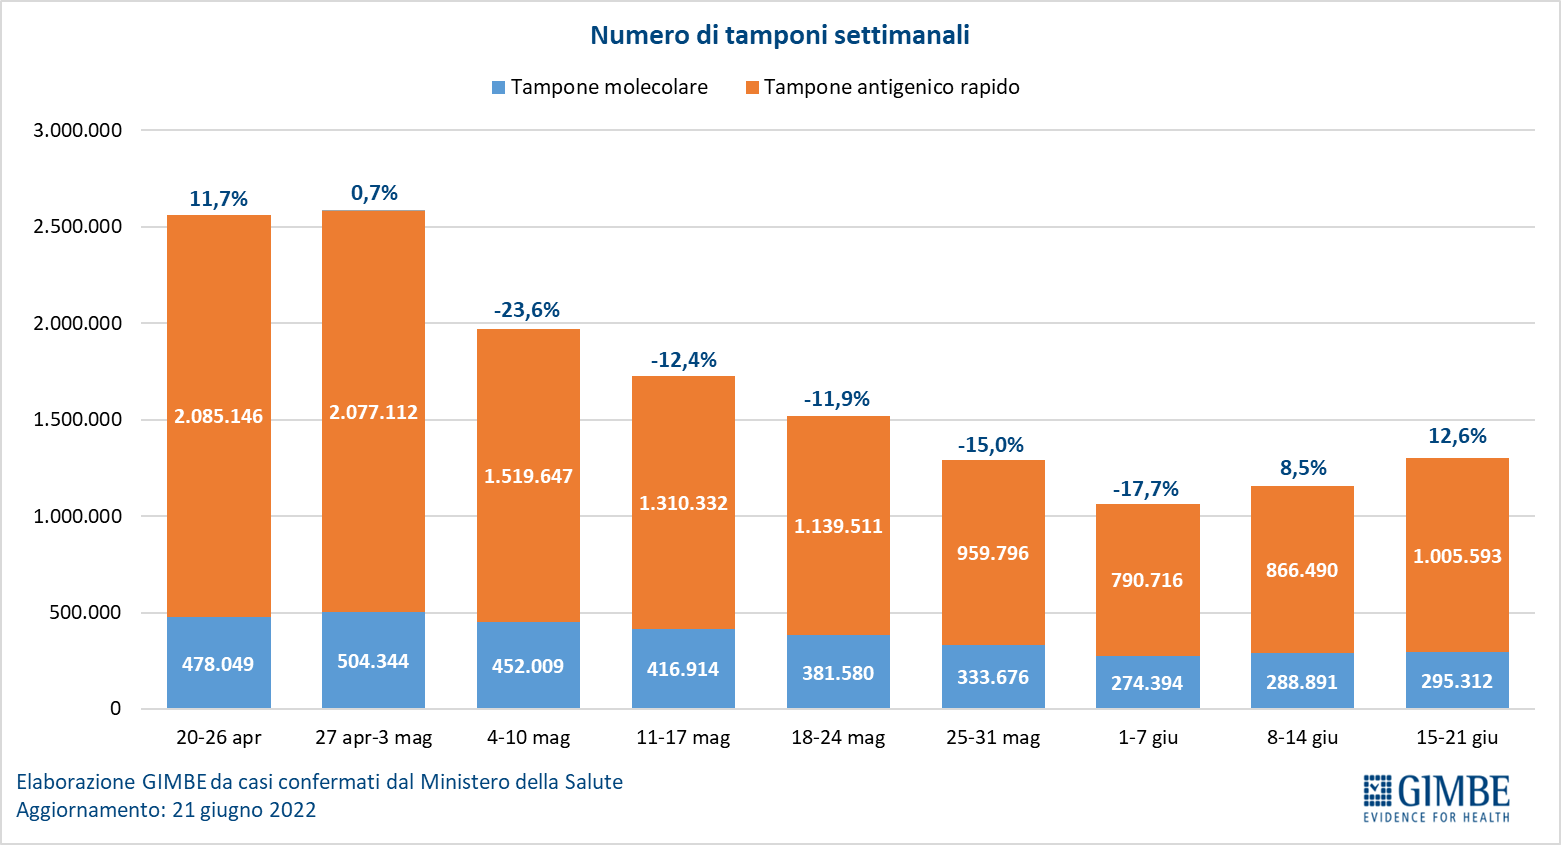 Numero di tamponi settimanali
Tampone molecolare Tampone antigenico rapido
3.000.000
2.500.000
2.000.000
1.500.000
1.000.000
500.000
0
11,7% 0,7% -23,6% -12,4% -11,9% -15,0% -17,7% 8,5% 12,6%
2.085.146 2.077.112 1.519.647 1.310.332 1.139.511 959.796 790.716 866.490 1.005.593
478.049 504.344 452.009 416.914 381.580 333.676 274.394 288.891 295.312
20-26 apr 27 apr-3 mag 4-10 mag 11-17 mag 18-24 mag 25-31 mag 1-7 giu 8-14 giu 15-21 giu
Elaborazione GIMBE da casi confermati dal Ministero della Salute
Aggiornamento: 21 giugno 2022
GIMBE
EVIDENCE FOR HEALTH